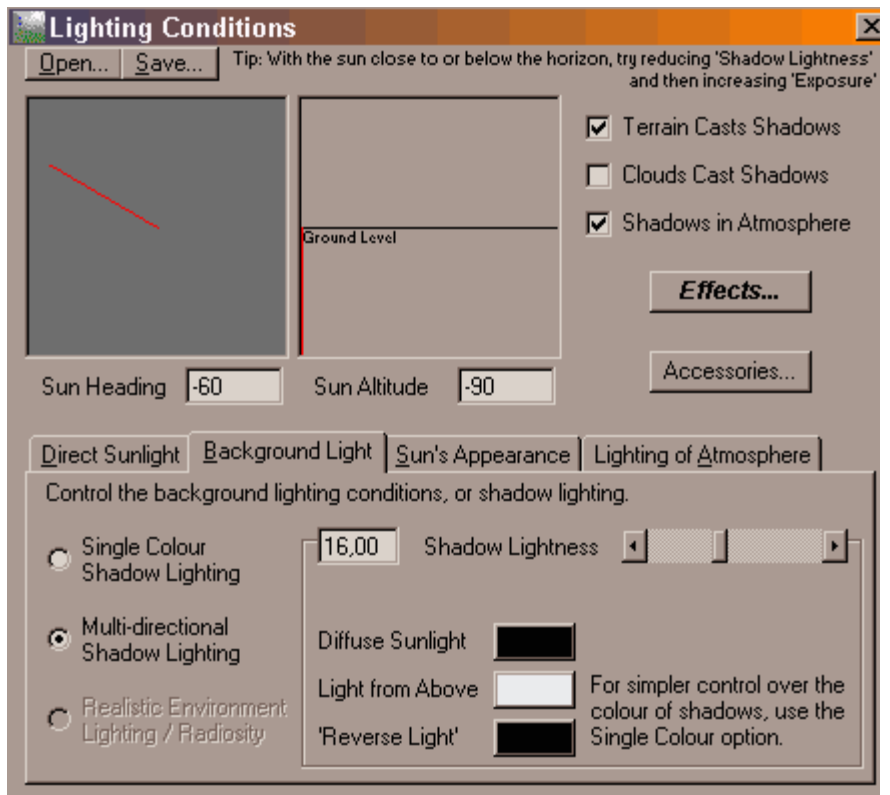 Lighting Conditions
Open... Save... Tip: With the sun close to or below the horizon, try reducing 'Shadow Lightness'
and then increasing 'Exposure'
Terrain Casts Shadows
Clouds Cast Shadows
Shadows in Atmosphere
Ground Level
Effects...
Accessories...
Sun Heading -60 Sun Altitude -90
Direct Sunlight Background Light Sun's Appearance Lighting of Atmosphere
Control the background lighting conditions, or shadow lighting.
Single Colour
Shadow Lighting
Multi-directional
Shadow Lighting
Realistic Environment
Lighting / Radiosity
16,00 Shadow Lightness
Diffuse Sunlight
Light from Above
'Reverse Light'
For simpler control over the
colour of shadows, use the
Single Colour option.